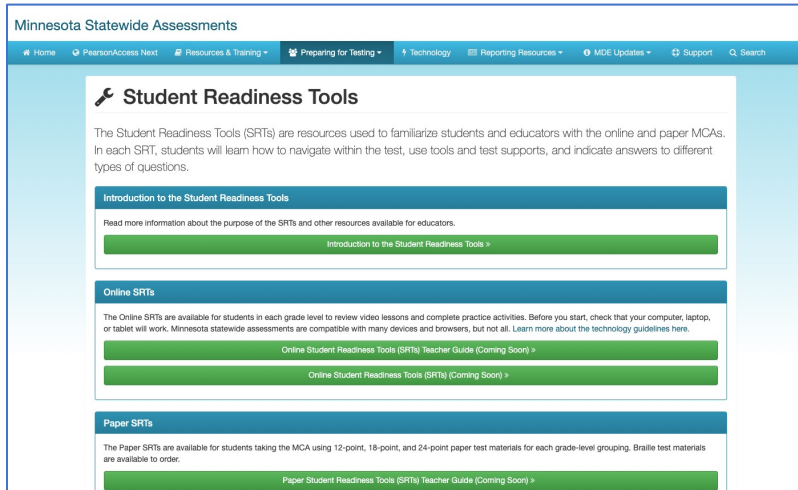 Minnesota Statewide Assessments
Home PearsonAccess Next Resources & Training Preparing for Testing Technology Reporting Resources MDE Updates Support Search
Student Readiness Tools
The Student Readiness Tools (SRTs) are resources used to familiarize students and educators with the online and paper MCAs.
In each SRT, students will learn how to navigate within the test, use tools and test supports, and indicate answers to different
types of questions.
Introduction to the Student Readiness Tools
Read more information about the purpose of the SRTs and other resources available for educators.
Introduction to the Student Readiness Tools »
Online SRTs
The Online SRTs are available for students in each grade level to review video lessons and complete practice activities. Before you start, check that your computer, laptop,
or tablet will work. Minnesota statewide assessments are compatible with many devices and browsers, but not all. Learn more about the technology guidelines here.
Online Student Readiness Tools (SRTs) Teacher Guide (Coming Soon) »
Online Student Readiness Tools (SRTs) (Coming Soon) »
Paper SRTs
The Paper SRTs are available for students taking the MCA using 12-point, 18-point, and 24-point paper test materials for each grade-level grouping. Braille test materials
are available to order.
Paper Student Readiness Tools (SRTs) Teacher Guide (Coming Soon) »